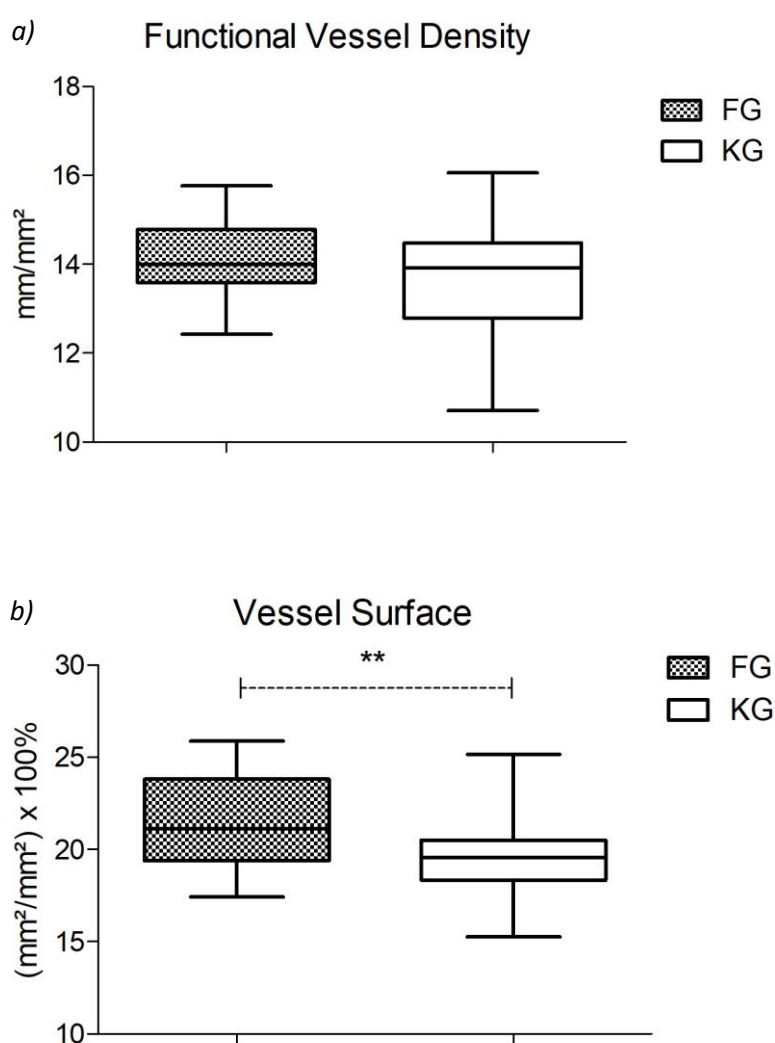 a)
Functional Vessel Density
18
16
14
12
10
mm/mm²
FG
KG
b)
Vessel Surface
**
30
25
20
15
10
(mm²/mm²) x 100%
FG
KG